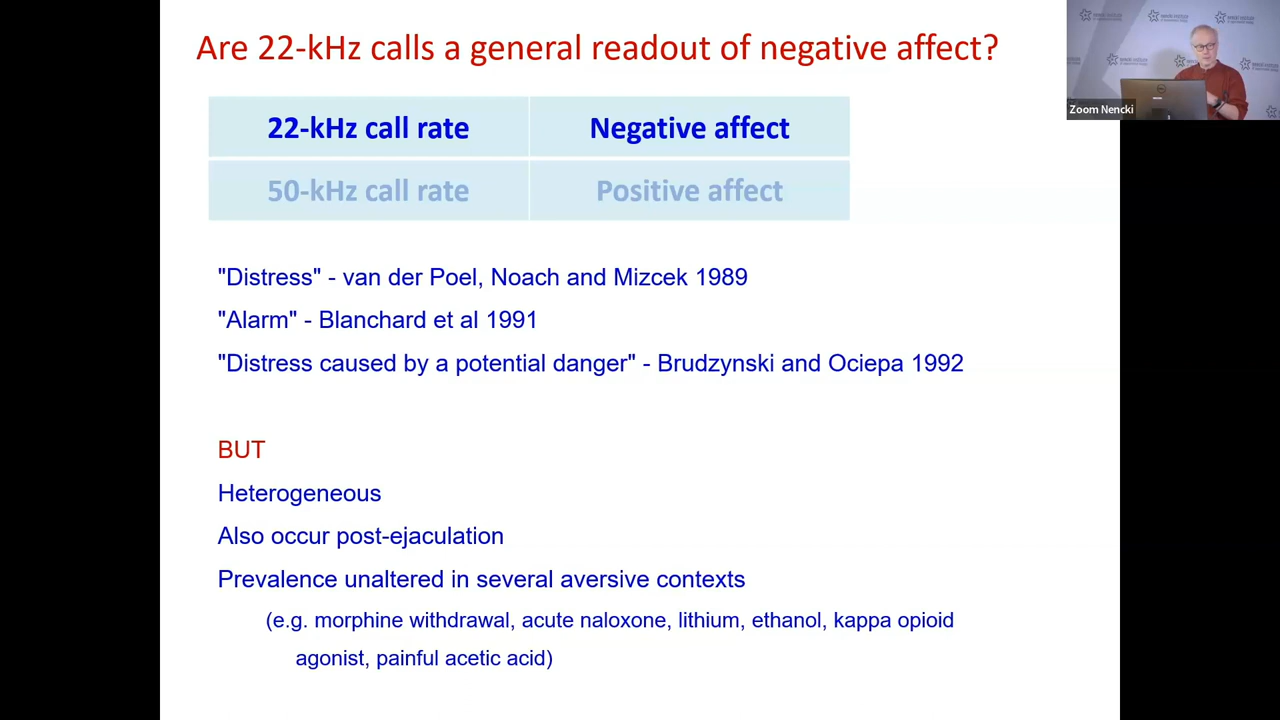 Are 22-kHz calls a general readout of negative affect?
Zoom Nencki
22-kHz call rate
Negative affect
50-kHz call rate
Positive affect
"Distress" - van der Poel, Noach and Mizcek 1989
"Alarm" - Blanchard et al 1991
"Distress caused by a potential danger" - Brudzynski and Ociepa 1992
BUT
Heterogeneous
Also occur post-ejaculation
Prevalence unaltered in several aversive contexts
(e.g. morphine withdrawal, acute naloxone, lithium, ethanol, kappa opioid
agonist, painful acetic acid)